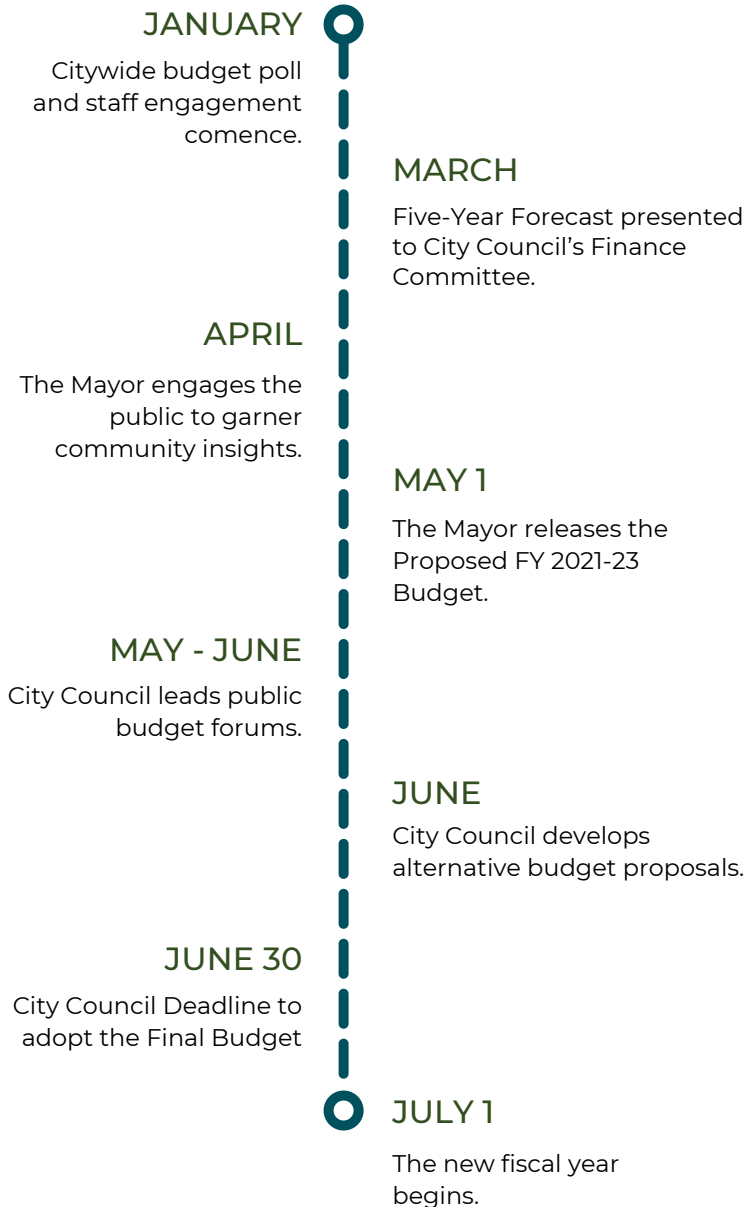 JANUARY
Citywide budget poll
and staff engagement
comence.
MARCH
Five-Year Forecast presented
to City Council’s Finance
Committee.
APRIL
The Mayor engages the
public to garner
community insights.
MAY 1
The Mayor releases the
Proposed FY 2021-23
Budget.
MAY - JUNE
City Council leads public
budget forums.
JUNE
City Council develops
alternative budget proposals.
JUNE 30
City Council Deadline to
adopt the Final Budget
JULY 1
The new fiscal year
begins.